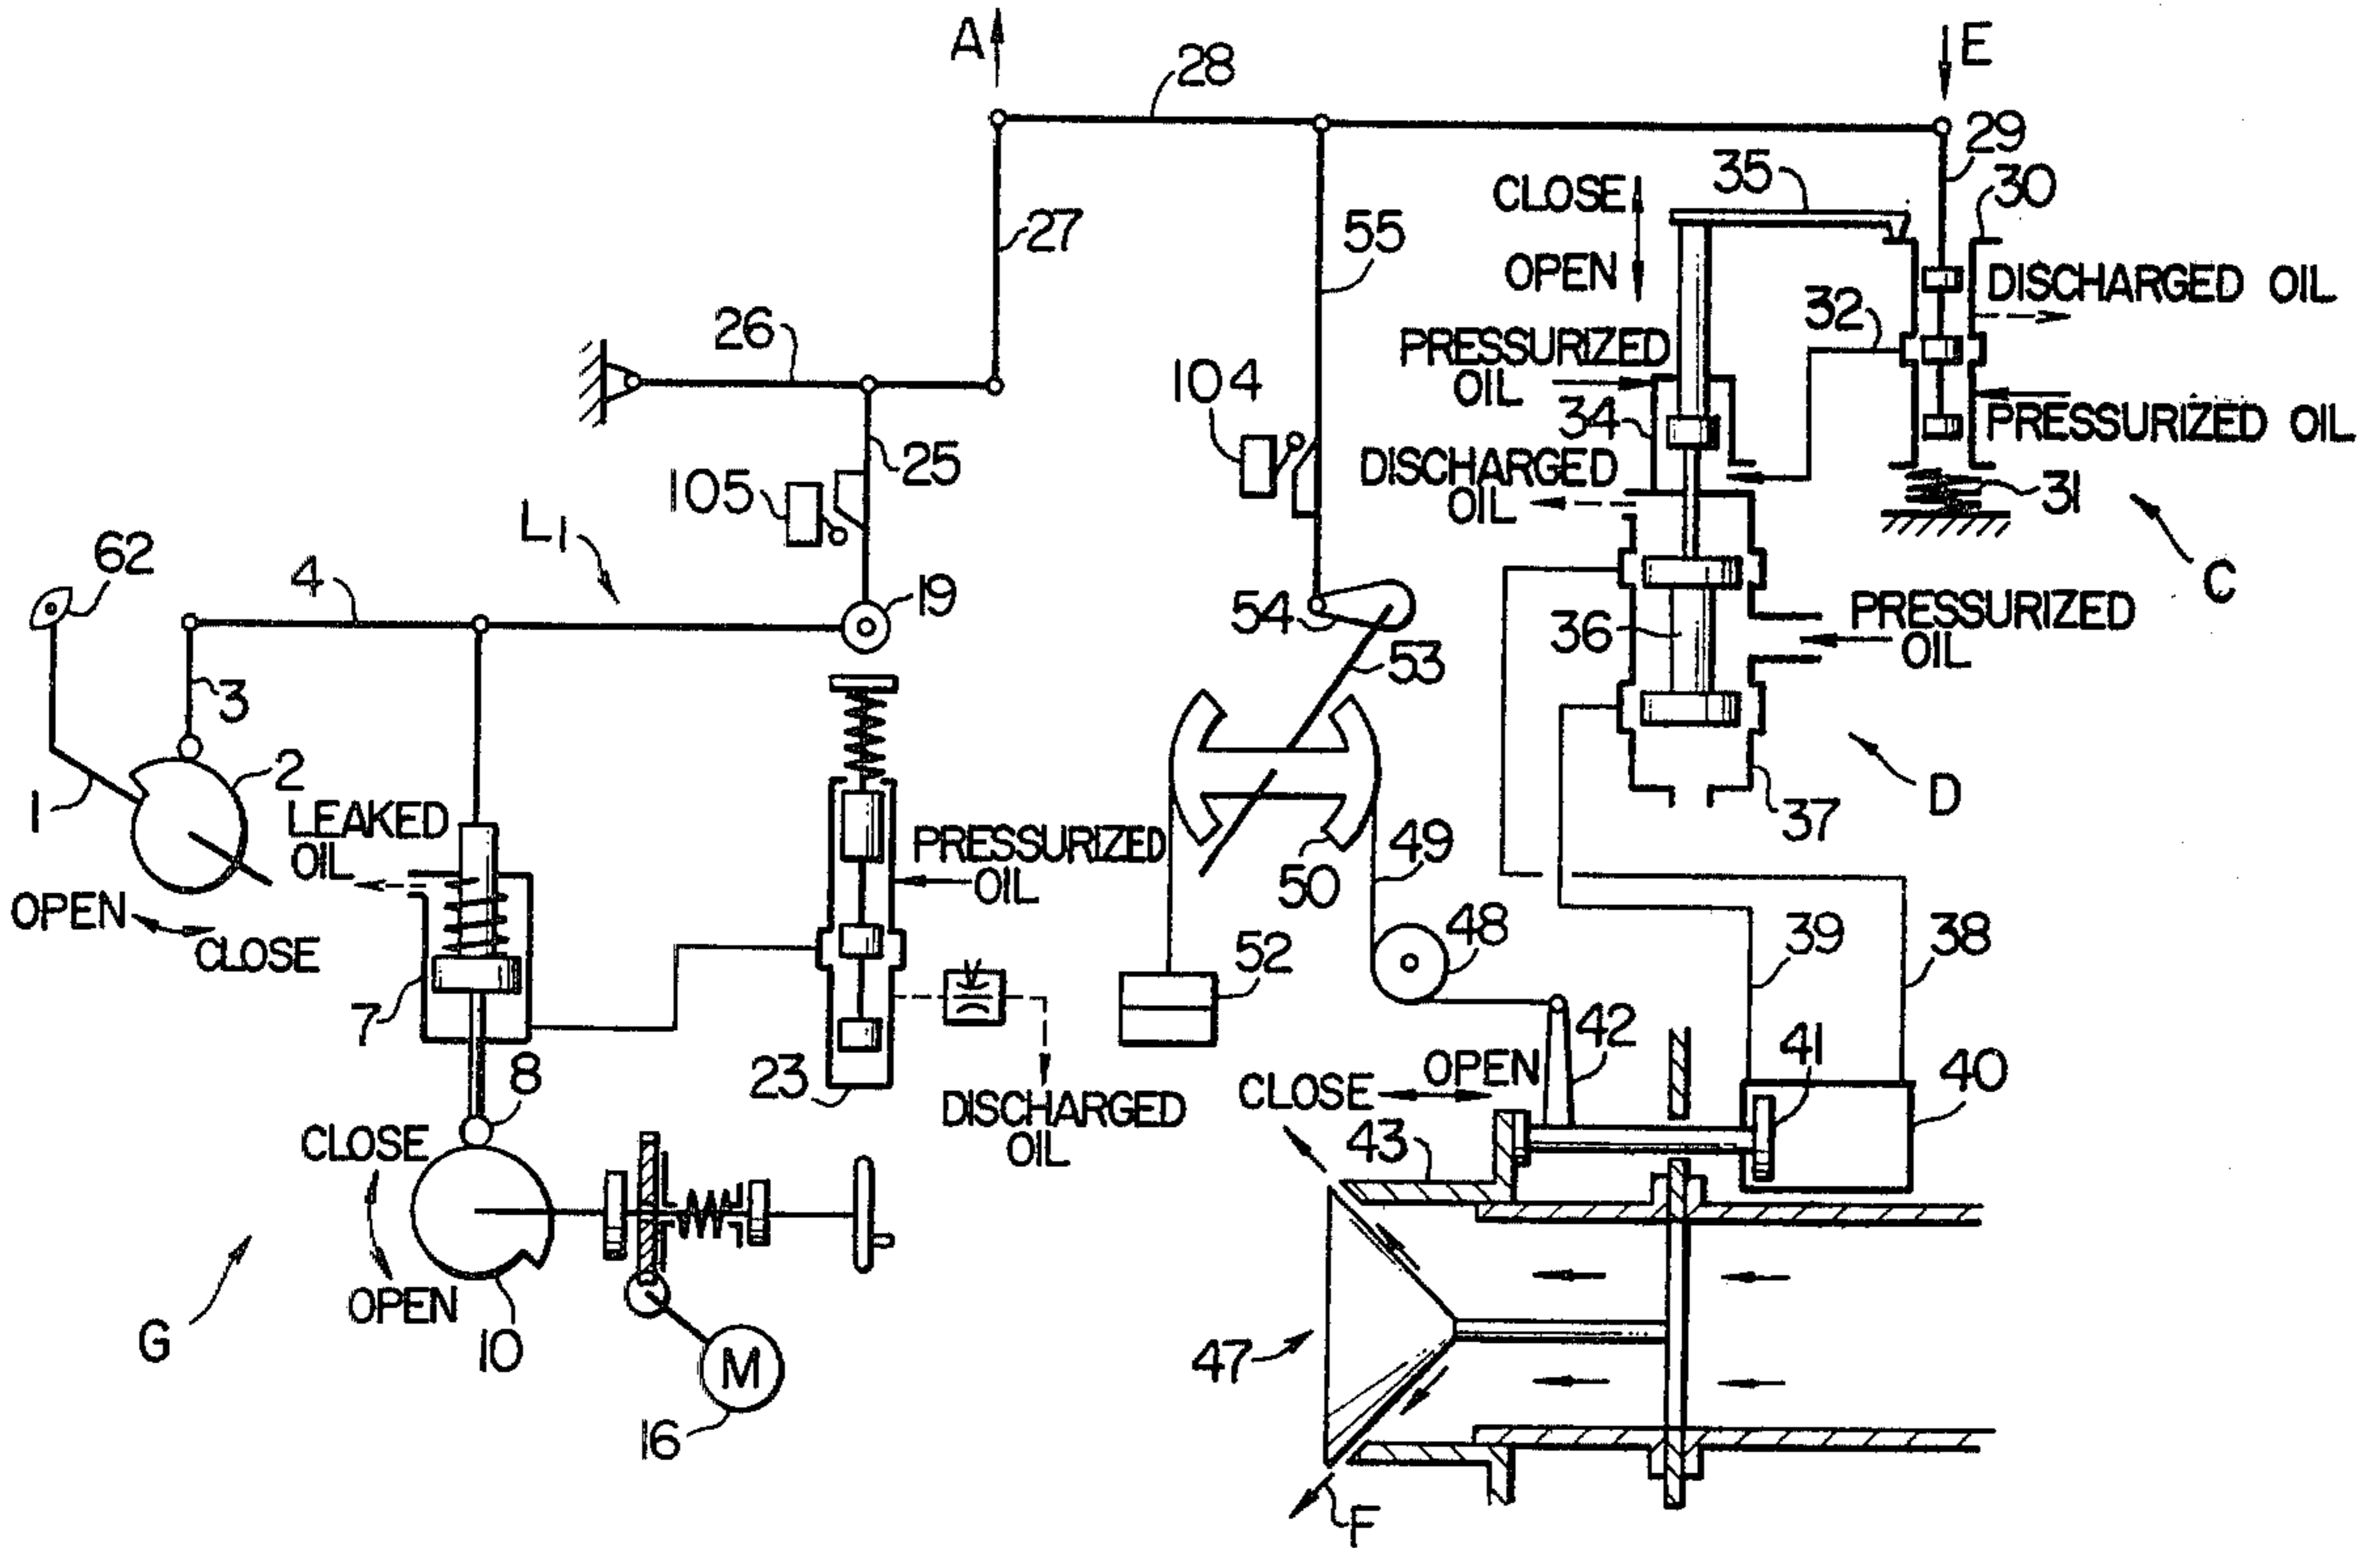 A
28
E
29
35
30
CLOSE
27
55
OPEN
DISCHARGED OIL
32
26
PRESSURIZED
OIL
104
34
PRESSURIZED OIL
25
DISCHARGED
OIL
105
31
L1
62
C
4
19
54
36
PRESSURIZED
OIL
53
3
2
D
1
LEAKED
OIL
37
PRESSURIZED
OIL
50
49
OPEN
CLOSE
48
39
38
52
7
42
41
8
23
OPEN
CLOSE
40
DISCHARGED
OIL
CLOSE
43
OPEN
G
10
47
M
16
F